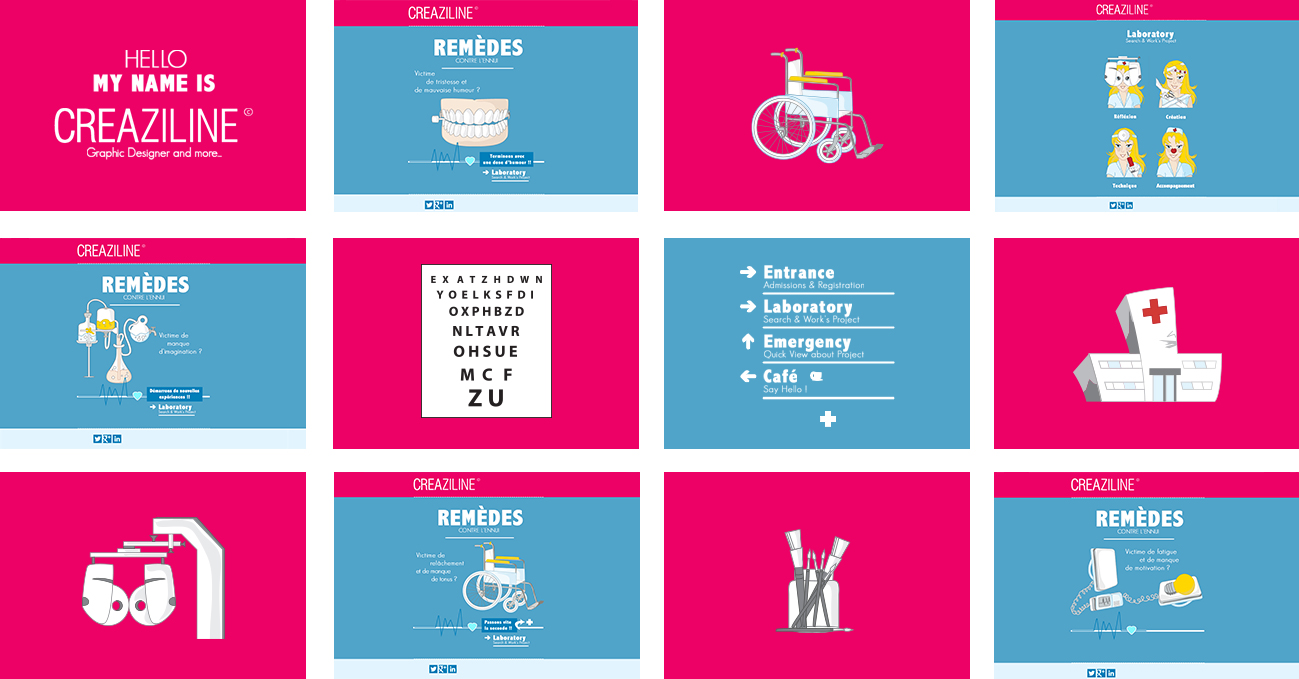 HELLO
MY NAME IS
CREAZILINE ©
Graphic Designer and more...
CREAZILINE ©
REMÈDES
CONTRE L'ENNUI
Victime
de tristesse et
de mauvaise humeur ?
Terminons avec
une dose d'humour !!
Laboratory
Search & Work's Project
CREAZILINE ©
Laboratory
Search & Work's Project
Réfléxion
Création
Technique
Accompagnement
CREAZILINE ©
REMÈDES
CONTRE L'ENNUI
Victime de
manque
d'imagination ?
Démarrons de nouvelles
expériences !!
Laboratory
Search & Work's Project
E X A T Z H D W N
Y O E L K S F D I
O X P H B Z D
N L T A V R
O H S U E
M C F
Z U
Entrance
Admissions & Registration
Laboratory
Search & Work's Project
Emergency
Quick View about Project
Café
Say Hello !
CREAZILINE ©
REMÈDES
CONTRE L'ENNUI
Victime de
relâchement
et de manque
de tonus ?
Passons vite
la seconde !!
Laboratory
Search & Work's Project
CREAZILINE ©
REMÈDES
CONTRE L'ENNUI
Victime de fatigue
et de manque
de motivation ?